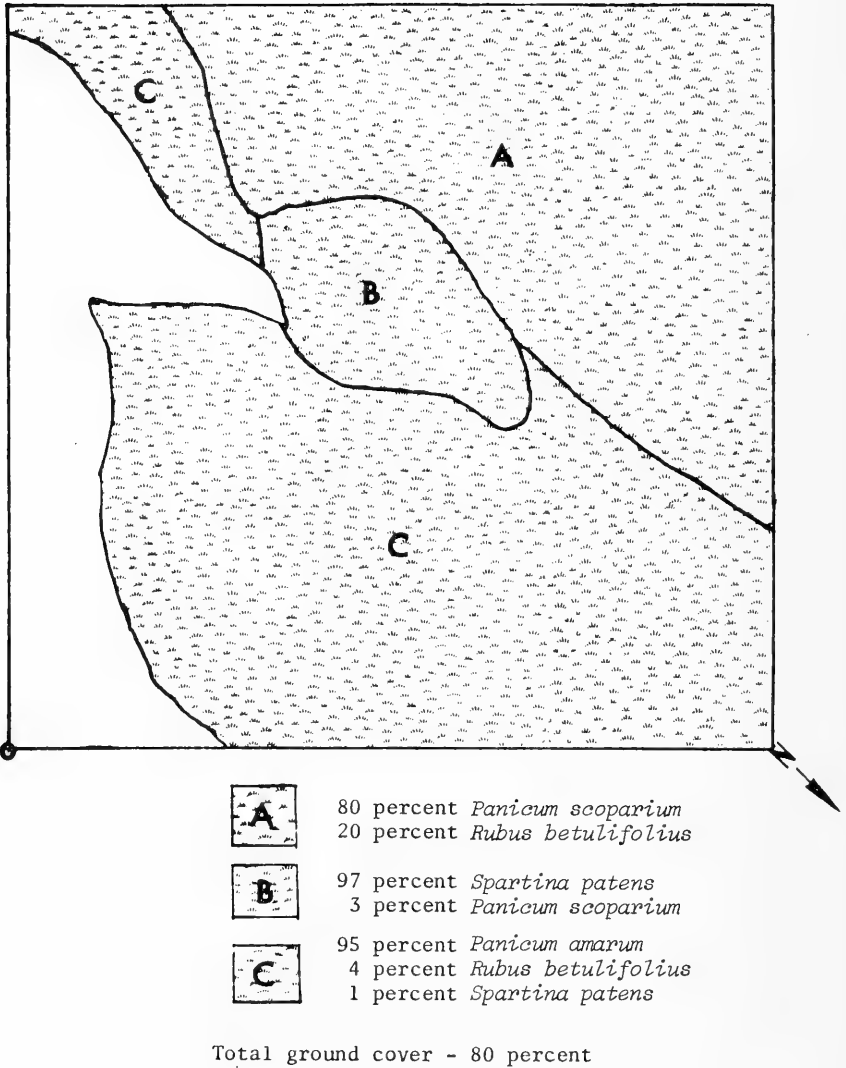 C
A
B
C
N
A
80 percent Panicum scoparium
20 percent Rubus betulifolius
B
97 percent Spartina patens
3 percent Panicum scoparium
C
95 percent Panicum amarum
4 percent Rubus betulifolius
1 percent Spartina patens
Total ground cover - 80 percent